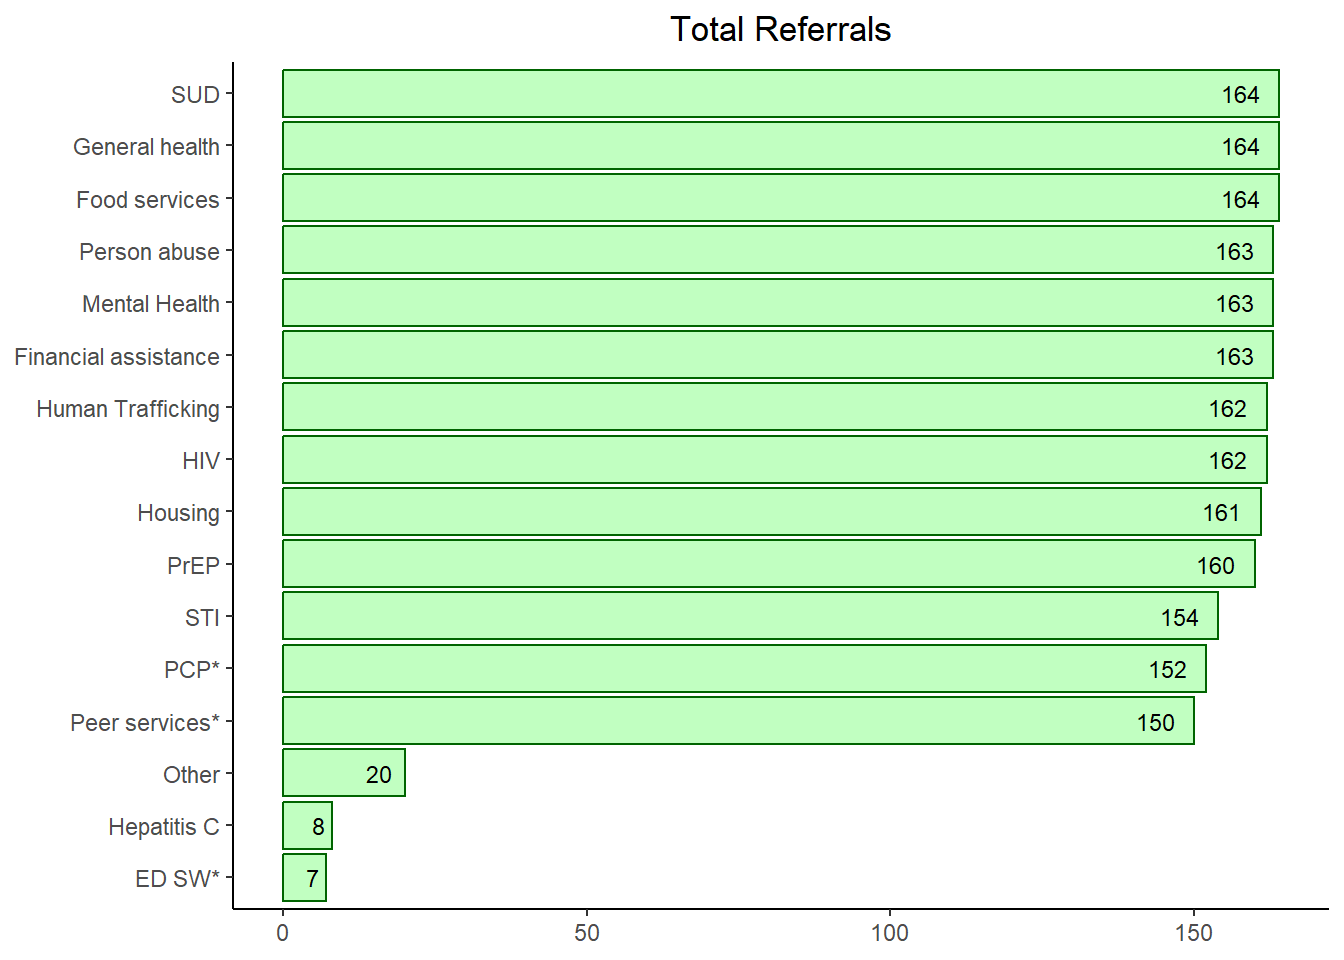 Total Referrals
SUD 164
General health 164
Food services 164
Person abuse 163
Mental Health 163
Financial assistance 163
Human Trafficking 162
HIV 162
Housing 161
PrEP 160
STI 154
PCP* 152
Peer services* 150
Other 20
Hepatitis C 8
ED SW* 7
0 50 100 150